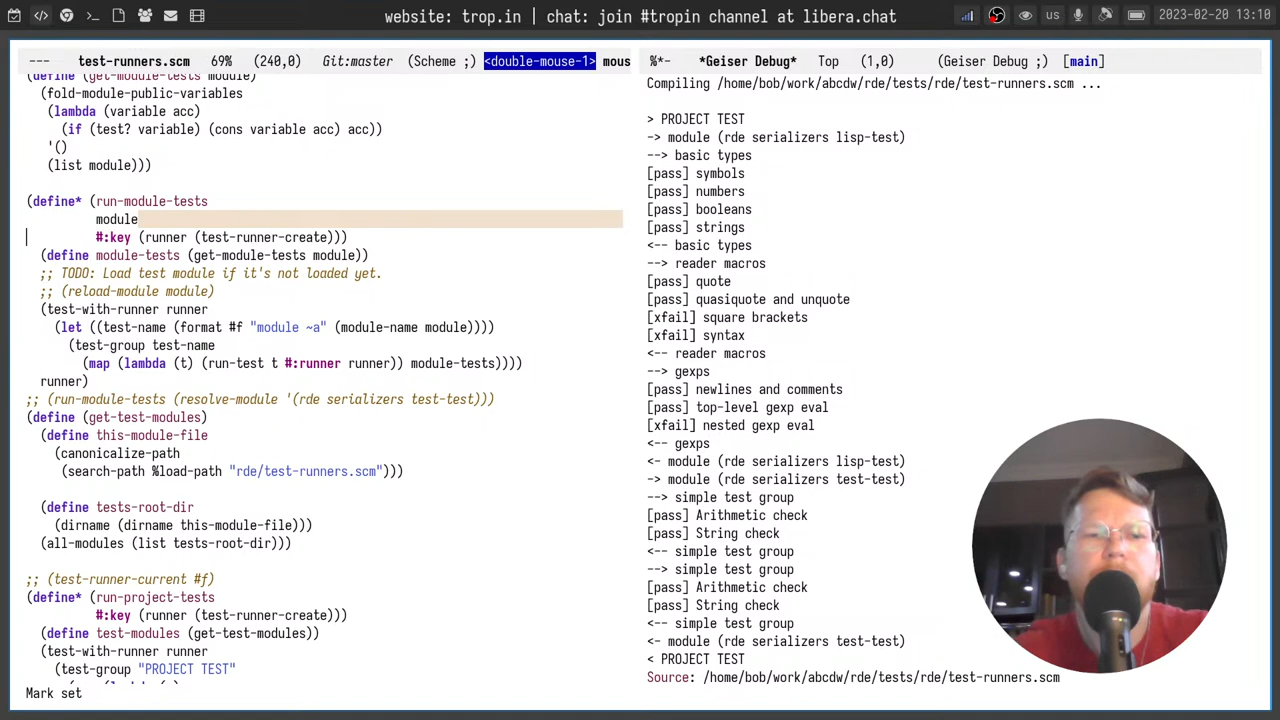 website: trop.in | chat: join #tropin channel at libera.chat
us
2023-02-20 13:10
--- test-runners.scm 69% (240,0) Git:master (Scheme ;) <double-mouse-1> mous
(define (get-module-tests module)
(fold-module-public-variables
(lambda (variable acc)
(if (test? variable) (cons variable acc) acc))
'()
(list module)))
(define* (run-module-tests
module
#:key (runner (test-runner-create)))
(define module-tests (get-module-tests module))
;; TODO: Load test module if it's not loaded yet.
;; (reload-module module)
(test-with-runner runner
(let ((test-name (format #f "module ~a" (module-name module))))
(test-group test-name
(map (lambda (t) (run-test t #:runner runner)) module-tests))))
runner)
;; (run-module-tests (resolve-module '(rde serializers test-test)))
(define (get-test-modules)
(define this-module-file
(canonicalize-path
(search-path %load-path "rde/test-runners.scm")))
(define tests-root-dir
(dirname (dirname this-module-file)))
(all-modules (list tests-root-dir)))
;; (test-runner-current #f)
(define* (run-project-tests
#:key (runner (test-runner-create)))
(define test-modules (get-test-modules))
(test-with-runner runner
(test-group "PROJECT TEST"
Mark set
%*- *Geiser Debug* Top (1,0) (Geiser Debug ;) [main]
Compiling /home/bob/work/abcdw/rde/tests/rde/test-runners.scm ...
> PROJECT TEST
-> module (rde serializers lisp-test)
--> basic types
[pass] symbols
[pass] numbers
[pass] booleans
[pass] strings
<-- basic types
--> reader macros
[pass] quote
[pass] quasiquote and unquote
[xfail] square brackets
[xfail] syntax
<-- reader macros
--> gexps
[pass] newlines and comments
[pass] top-level gexp eval
[xfail] nested gexp eval
<-- gexps
<- module (rde serializers lisp-test)
-> module (rde serializers test-test)
--> simple test group
[pass] Arithmetic check
[pass] String check
<-- simple test group
--> simple test group
[pass] Arithmetic check
[pass] String check
<-- simple test group
<- module (rde serializers test-test)
< PROJECT TEST
Source: /home/bob/work/abcdw/rde/tests/rde/test-runners.scm